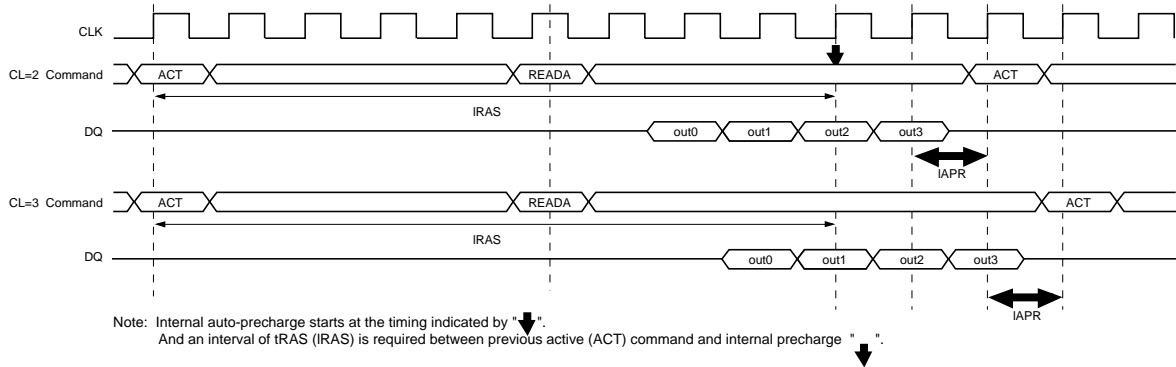 CLK
CL=2 Command ACT READA ACT
lRAS
DQ out0 out1 out2 out3
lAPR
CL=3 Command ACT READA ACT
lRAS
DQ out0 out1 out2 out3
lAPR
Note: Internal auto-precharge starts at the timing indicated by " ".
And an interval of tRAS (lRAS) is required between previous active (ACT) command and internal precharge " ".